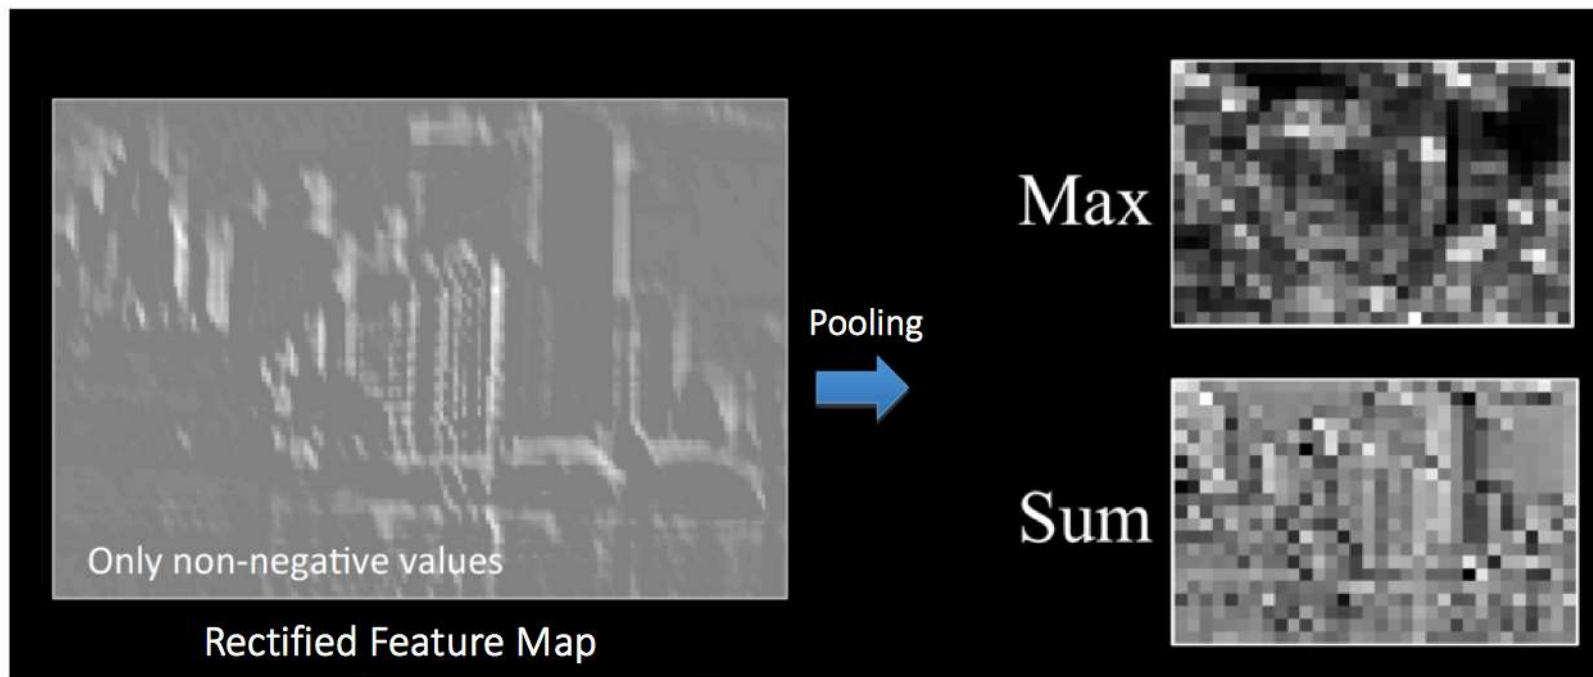 Only non-negative values
Rectified Feature Map
Pooling
Max
Sum